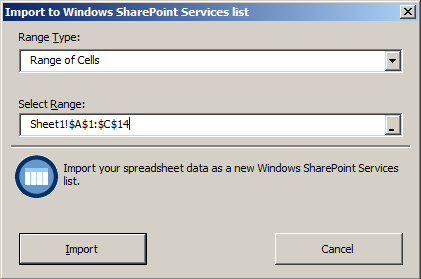 Import to Windows SharePoint Services list
Range Type:
Range of Cells
Select Range:
Sheet1!$A$1:$C$14
Import your spreadsheet data as a new Windows SharePoint Services
list.
Import
Cancel